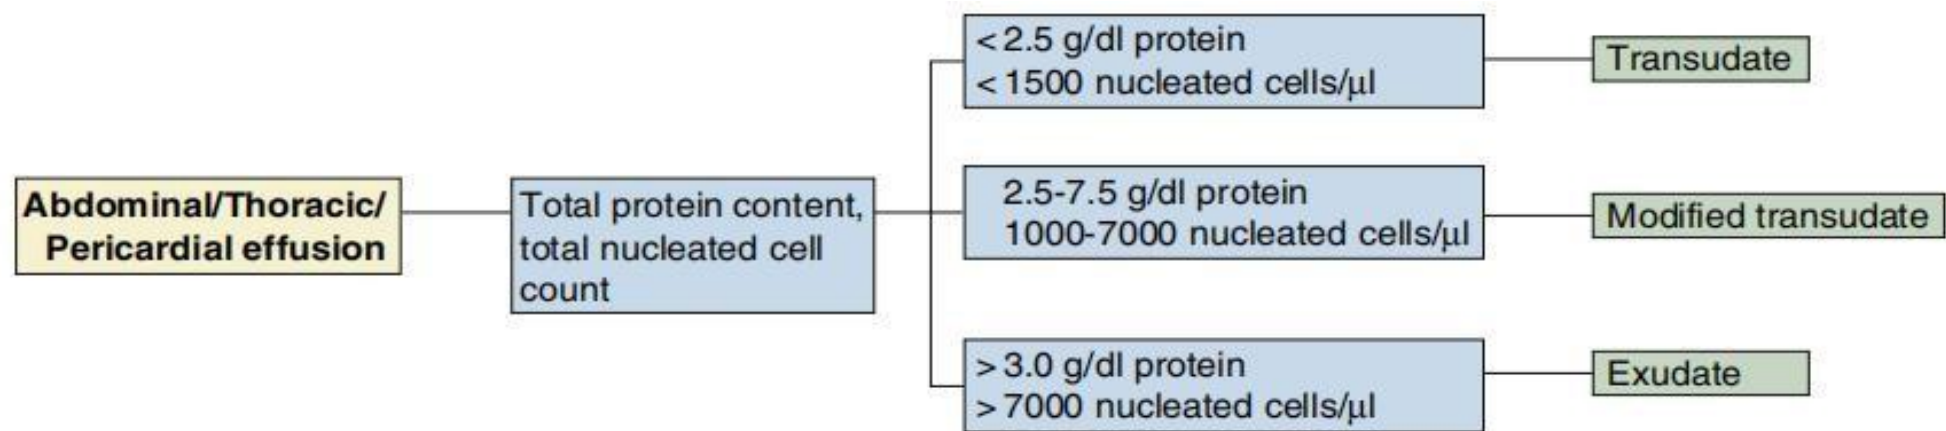 Abdominal/Thoracic/
Pericardial effusion
Total protein content,
total nucleated cell
count
< 2.5 g/dl protein
< 1500 nucleated cells/μl
Transudate
2.5-7.5 g/dl protein
1000-7000 nucleated cells/μl
Modified transudate
> 3.0 g/dl protein
> 7000 nucleated cells/μl
Exudate